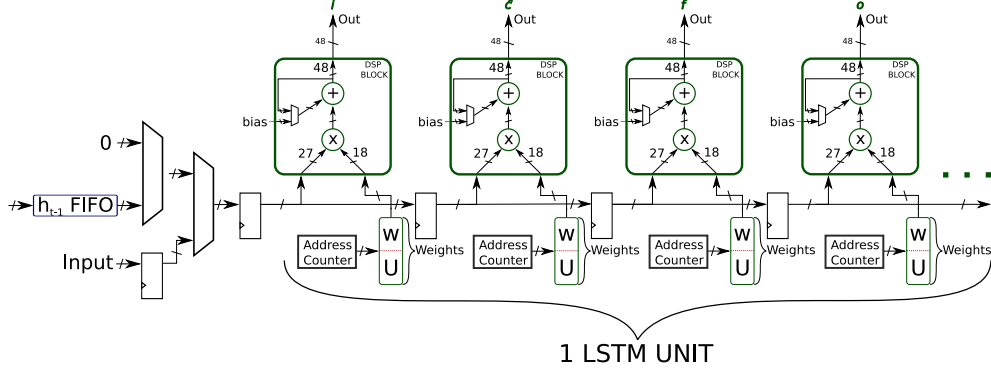 i c̃ f o
Out Out Out Out
48 48 48 48
DSP BLOCK DSP BLOCK DSP BLOCK DSP BLOCK
48 48 48 48
+ + + +
bias bias bias bias
x x x x
27 18 27 18 27 18 27 18
0
h t-1 FIFO
Input
Address Counter W U Weights
Address Counter W U Weights
Address Counter W U Weights
Address Counter W U Weights
1 LSTM UNIT